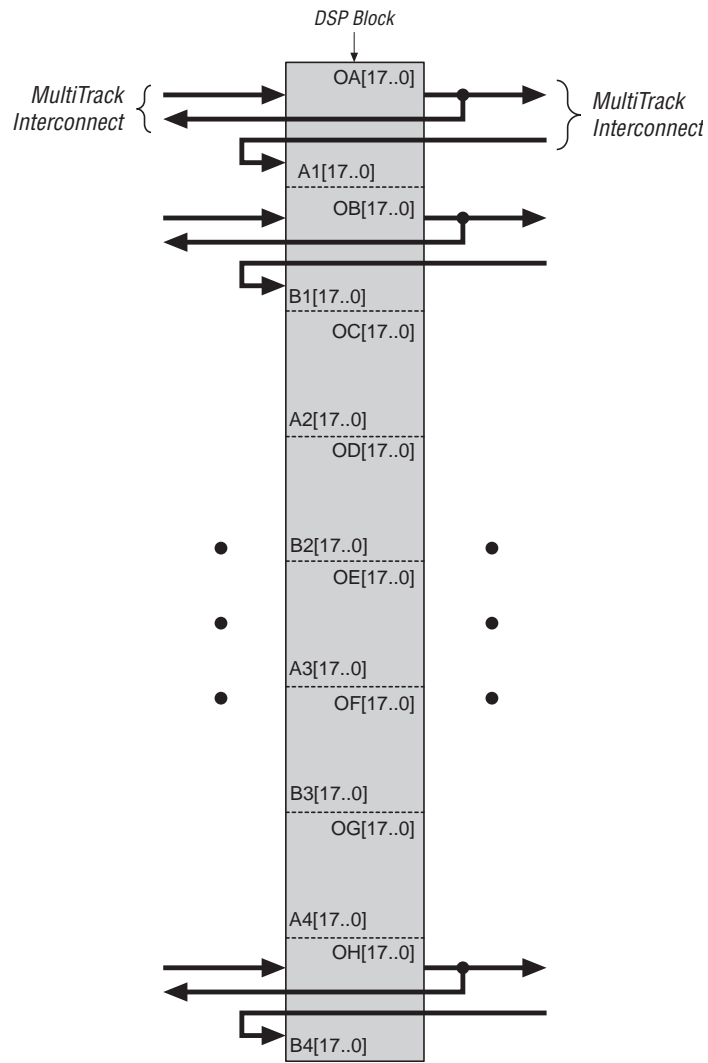 DSP Block
OA[17..0]
MultiTrack
Interconnect
MultiTrack
Interconnect
A1[17..0]
OB[17..0]
B1[17..0]
OC[17..0]
A2[17..0]
OD[17..0]
B2[17..0]
OE[17..0]
A3[17..0]
OF[17..0]
B3[17..0]
OG[17..0]
A4[17..0]
OH[17..0]
B4[17..0]